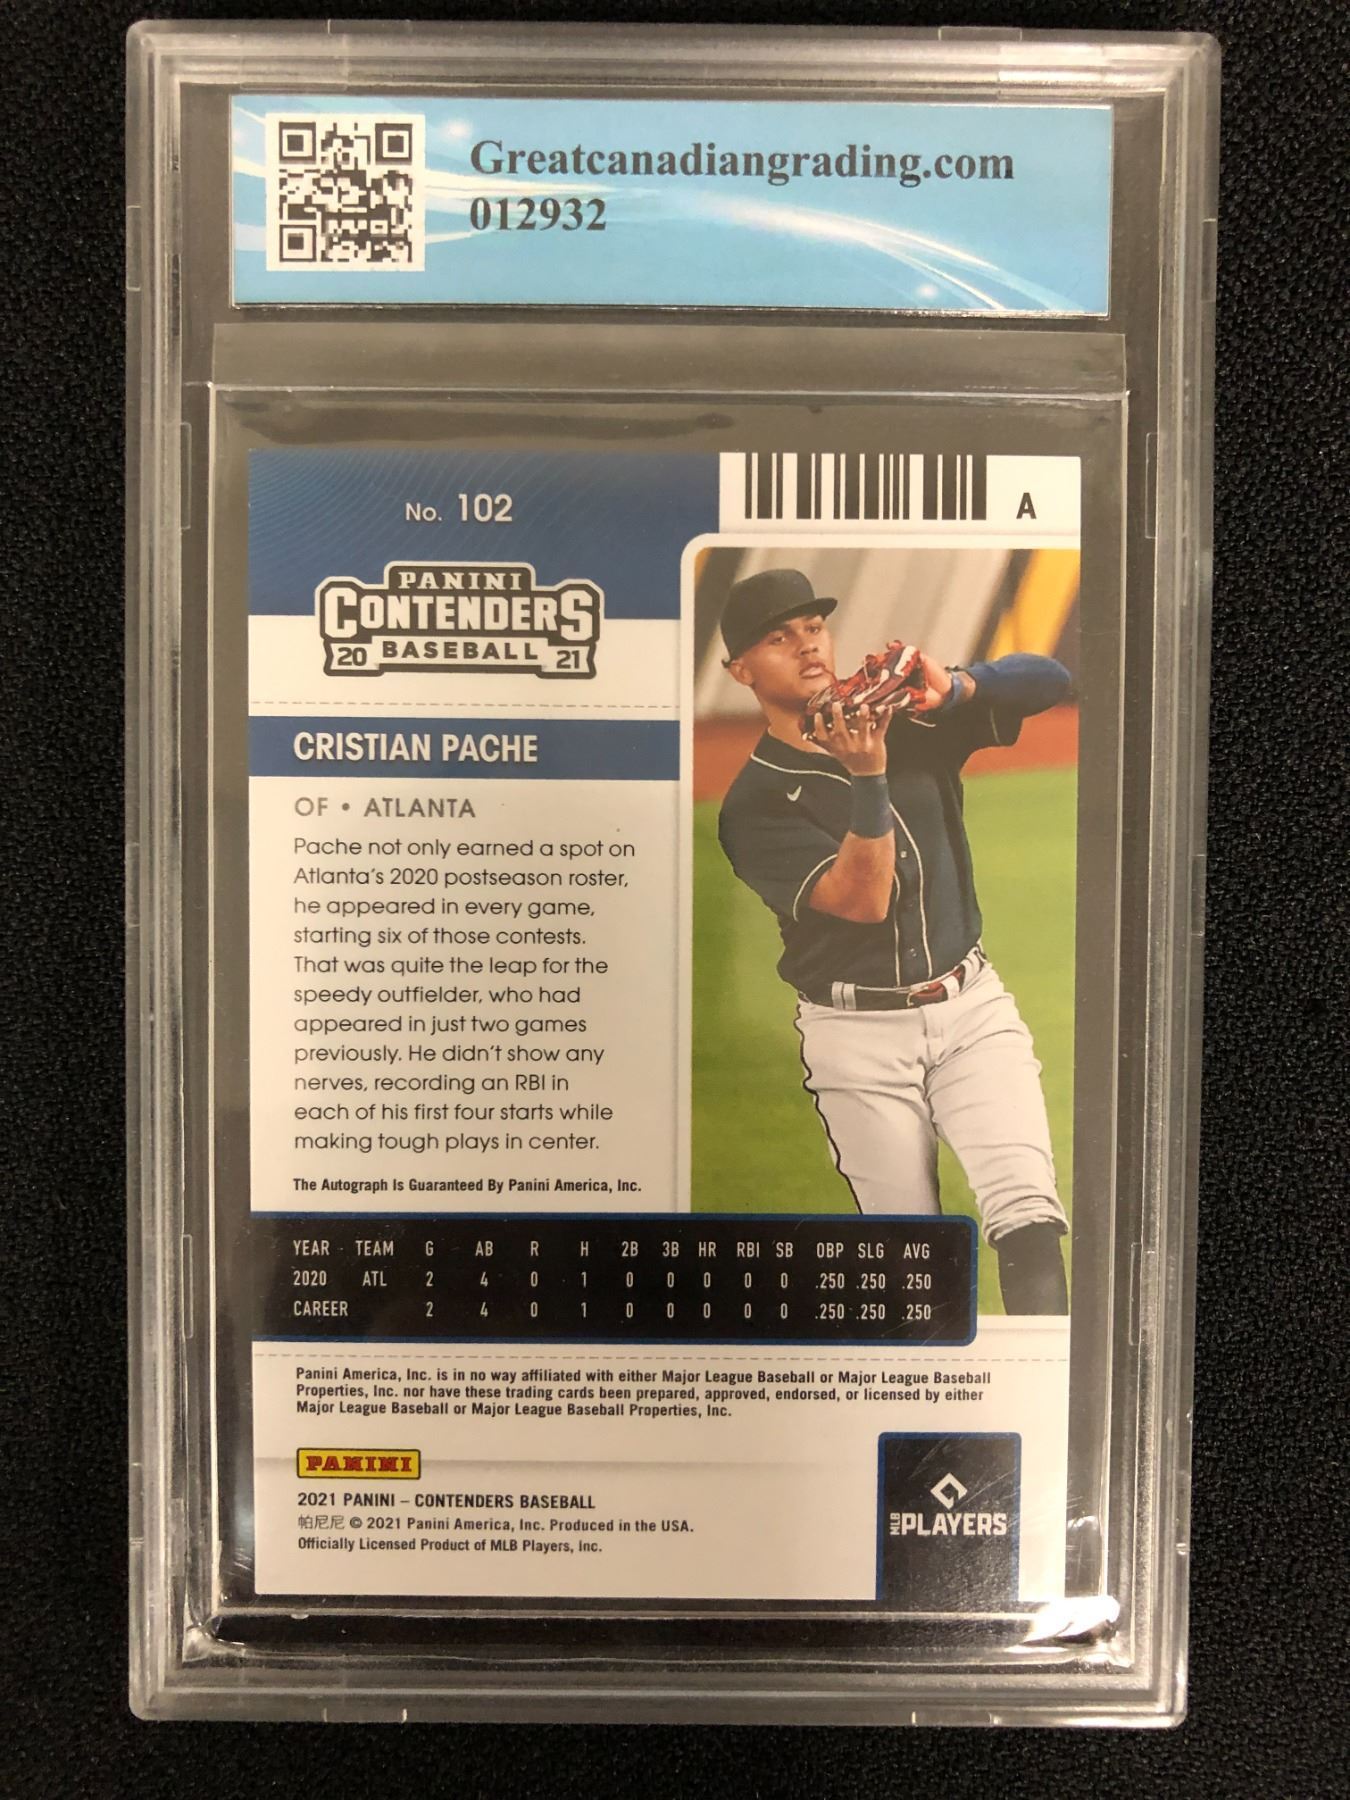 Greatcanadiangrading.com
012932
No. 102
A
PANINI
CONTENDERS
20 BASEBALL 21
CRISTIAN PACHE
OF • ATLANTA
Pache not only earned a spot on
Atlanta's 2020 postseason roster,
he appeared in every game,
starting six of those contests.
That was quite the leap for the
speedy outfielder, who had
appeared in just two games
previously. He didn't show any
nerves, recording an RBI in
each of his first four starts while
making tough plays in center.
The Autograph Is Guaranteed By Panini America, Inc.
YEAR TEAM G AB R H 2B 3B HR RBI SB OBP SLG AVG
2020 ATL 2 4 0 1 0 0 0 0 0 .250 .250 .250
CAREER 2 4 0 1 0 0 0 0 0 .250 .250 .250
Panini America, Inc. is in no way affiliated with either Major League Baseball or Major League Baseball
Properties, Inc. nor have these trading cards been prepared, approved, endorsed, or licensed by either
Major League Baseball or Major League Baseball Properties, Inc.
PANINI
2021 PANINI – CONTENDERS BASEBALL
帕尼尼 © 2021 Panini America, Inc. Produced in the USA.
Officially Licensed Product of MLB Players, Inc.
MLB PLAYERS